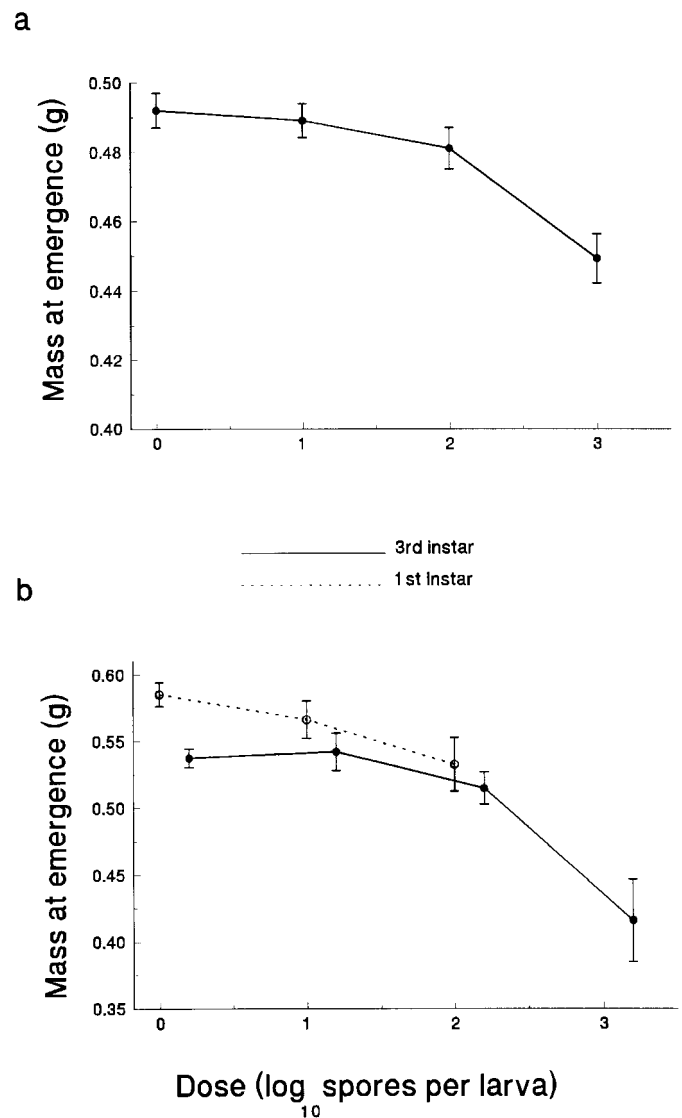 a
Mass at emergence (g)
0.50
0.48
0.46
0.44
0.42
0.40
0
1
2
3
3rd instar
1st Instar
b
Mass at emergence (g)
0.60
0.55
0.50
0.45
0.40
0.35
0
1
2
3
Dose (log10 spores per larva)